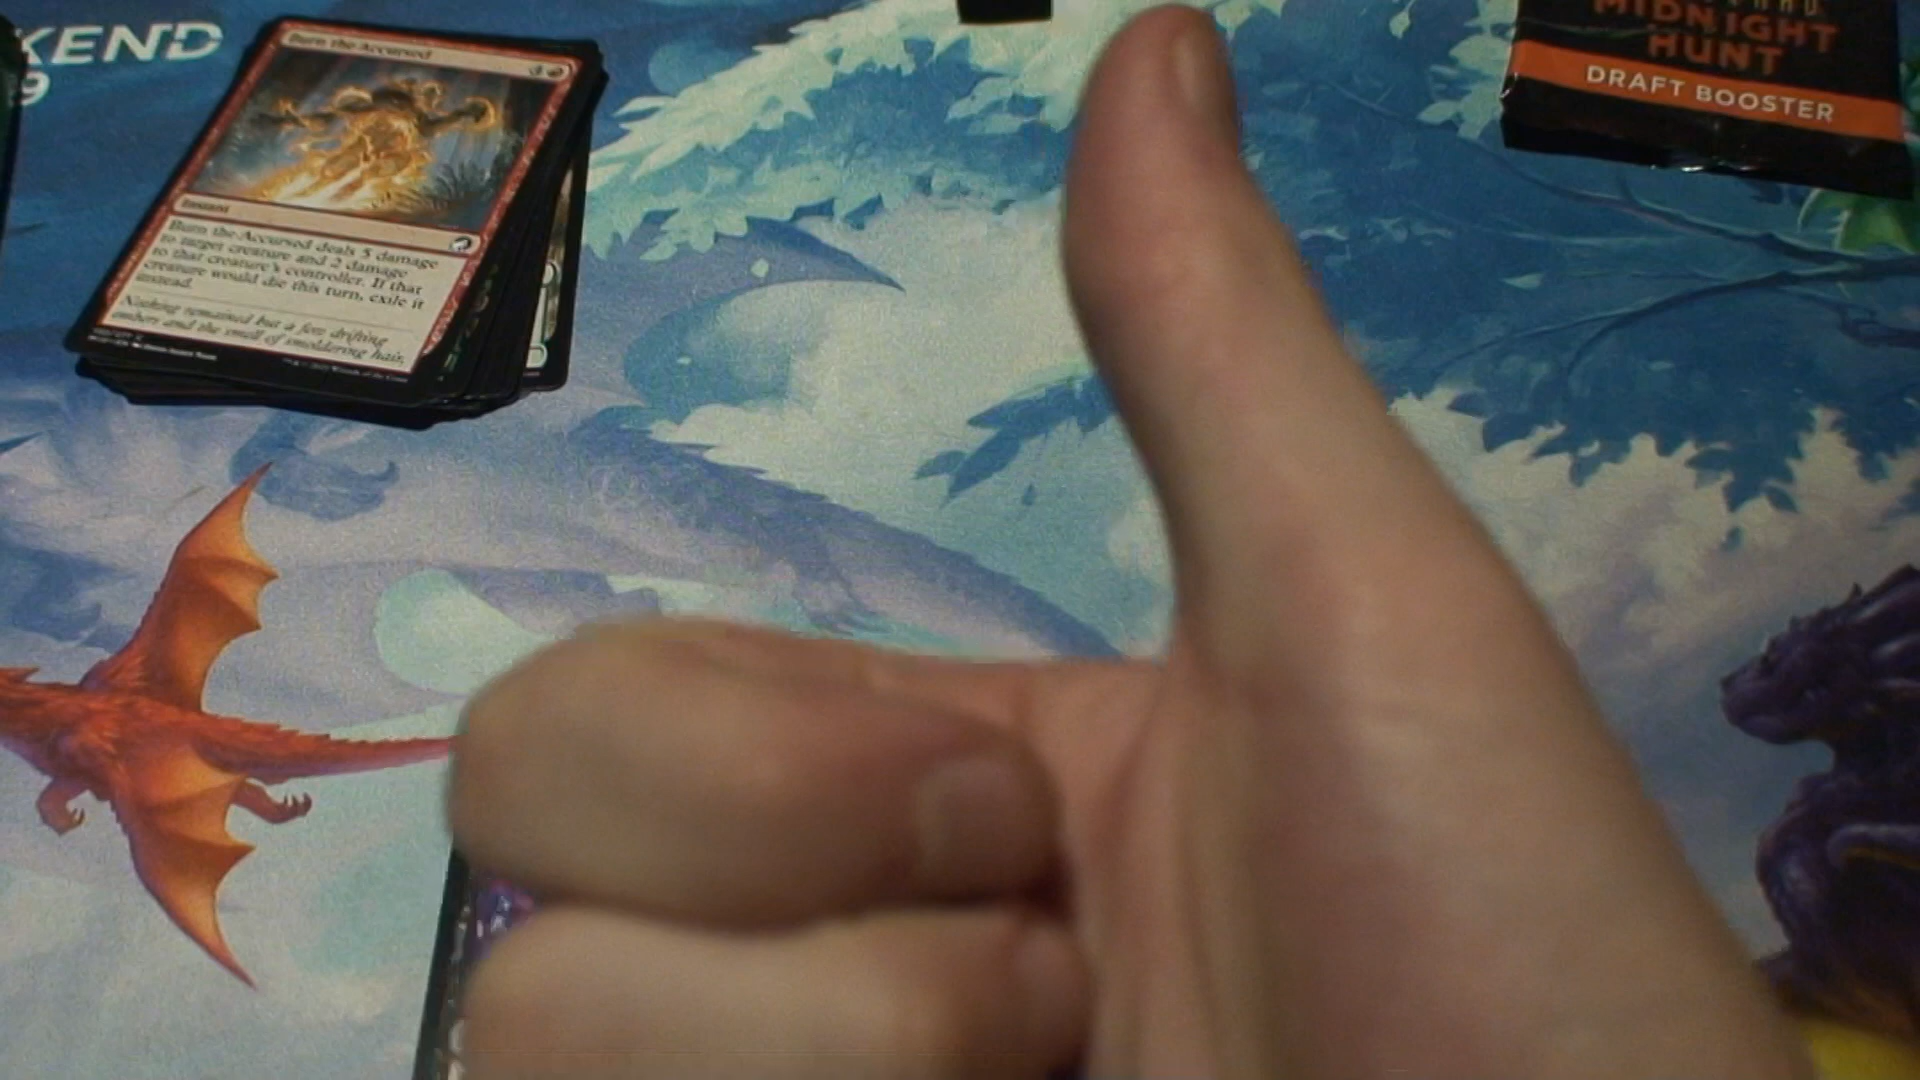 KEND
9
Burn the Accursed
3
Instant
Burn the Accursed deals 5 damage
to target creature and 2 damage
to that creature's controller. If that
creature would die this turn, exile it
instead.
Nothing remained but a few drifting
embers and the smell of smoldering hair.
MIDNIGHT
HUNT
DRAFT BOOSTER